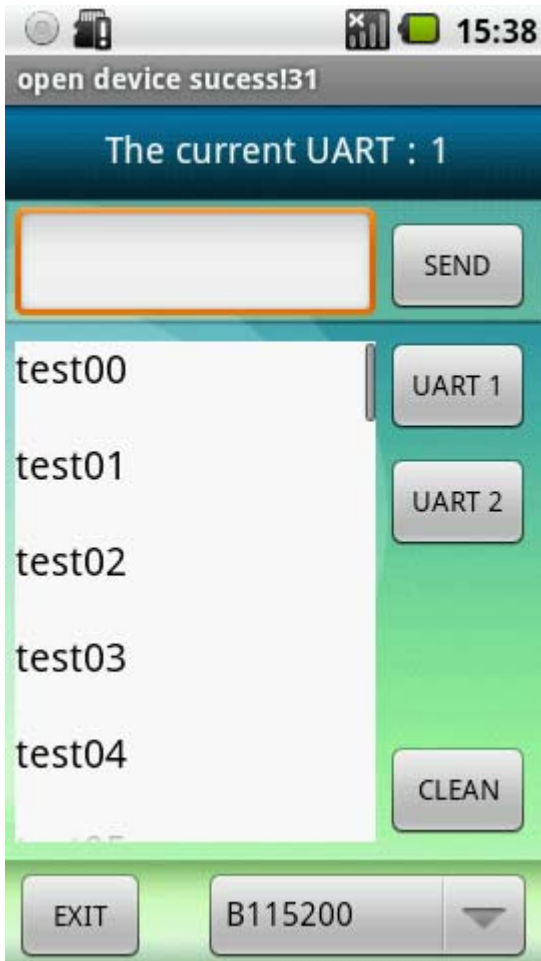 15:38
open device sucess!31
The current UART : 1
SEND
test00
UART 1
test01
UART 2
test02
test03
test04
CLEAN
EXIT
B115200